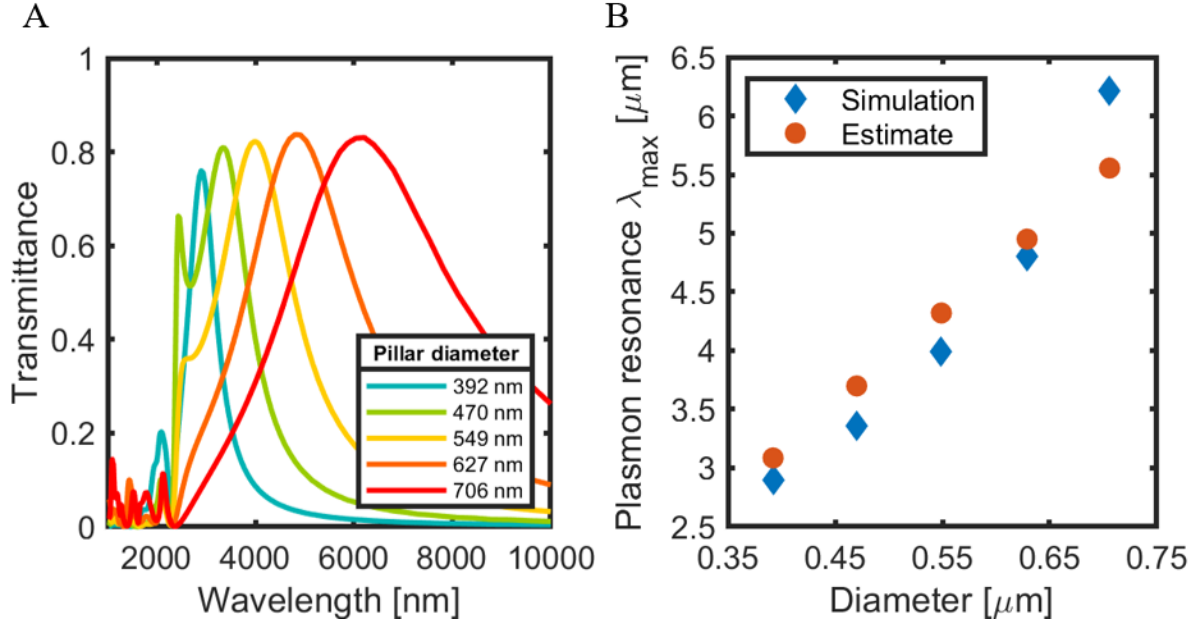 A
B
1
0.8
0.6
0.4
0.2
0
Transmittance
Pillar diameter
392 nm
470 nm
549 nm
627 nm
706 nm
2000 4000 6000 8000 10000
Wavelength [nm]
6.5
6
5.5
5
4.5
4
3.5
3
2.5
Plasmon resonance λmax [μm]
Simulation
Estimate
0.35 0.45 0.55 0.65 0.75
Diameter [μm]